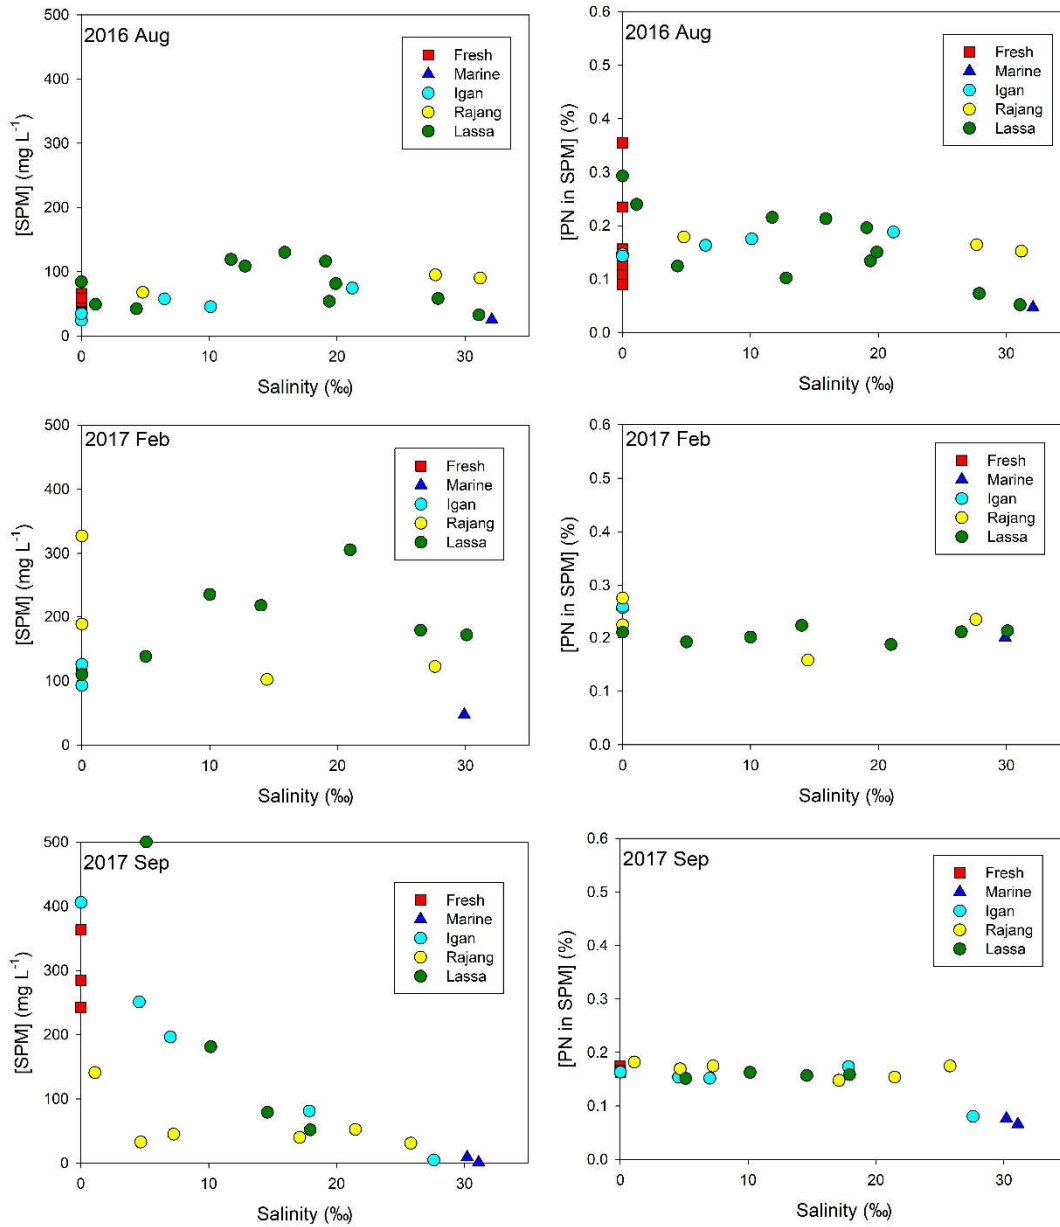 2016 Aug
[SPM] (mg L⁻¹)
500
400
300
200
100
0
0 10 20 30
Salinity (‰)
Fresh
Marine
Igan
Rajang
Lassa
2016 Aug
[PN in SPM] (%)
0.6
0.5
0.4
0.3
0.2
0.1
0.0
0 10 20 30
Salinity (‰)
Fresh
Marine
Igan
Rajang
Lassa
2017 Feb
[SPM] (mg L⁻¹)
500
400
300
200
100
0
0 10 20 30
Salinity (‰)
Fresh
Marine
Igan
Rajang
Lassa
2017 Feb
[PN in SPM] (%)
0.6
0.5
0.4
0.3
0.2
0.1
0.0
0 10 20 30
Salinity (‰)
Fresh
Marine
Igan
Rajang
Lassa
2017 Sep
[SPM] (mg L⁻¹)
500
400
300
200
100
0
0 10 20 30
Salinity (‰)
Fresh
Marine
Igan
Rajang
Lassa
2017 Sep
[PN in SPM] (%)
0.6
0.5
0.4
0.3
0.2
0.1
0.0
0 10 20 30
Salinity (‰)
Fresh
Marine
Igan
Rajang
Lassa